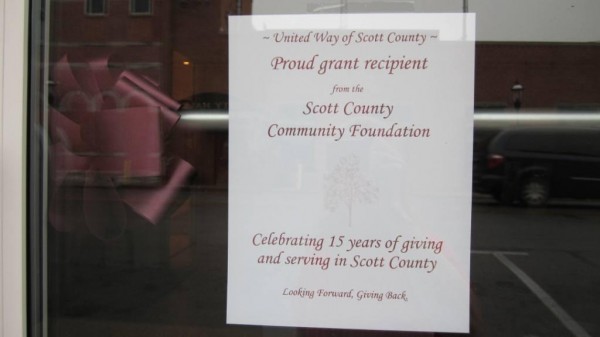 ~ United Way of Scott County ~
Proud grant recipient
from the
Scott County
Community Foundation
Celebrating 15 years of giving
and serving in Scott County
Looking Forward, Giving Back.